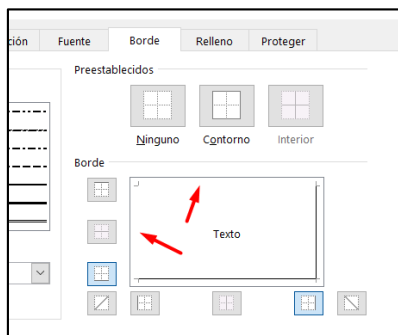 ción Fuente Borde Relleno Proteger
Preestablecidos
Ninguno Contorno Interior
Borde
Texto